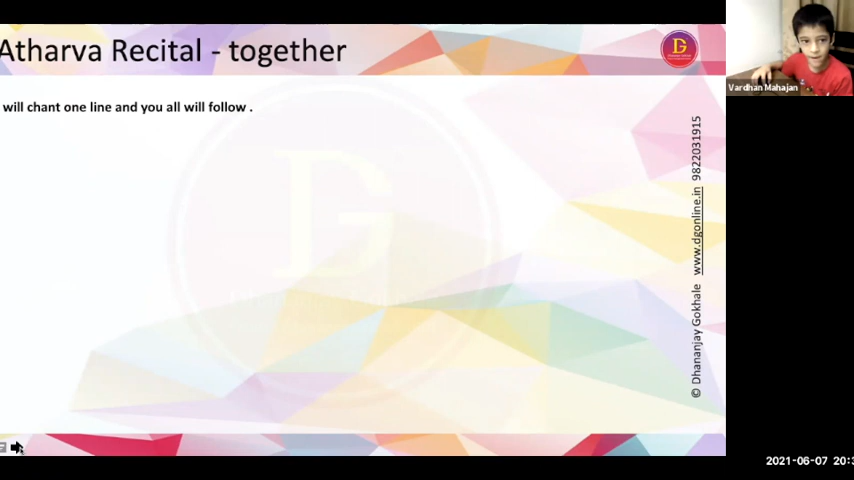 Atharva Recital - together
will chant one line and you all will follow .
© Dhananjay Gokhale www.dgonline.in 9822031915
Vardhan Mahajan
2021-06-07 20:3